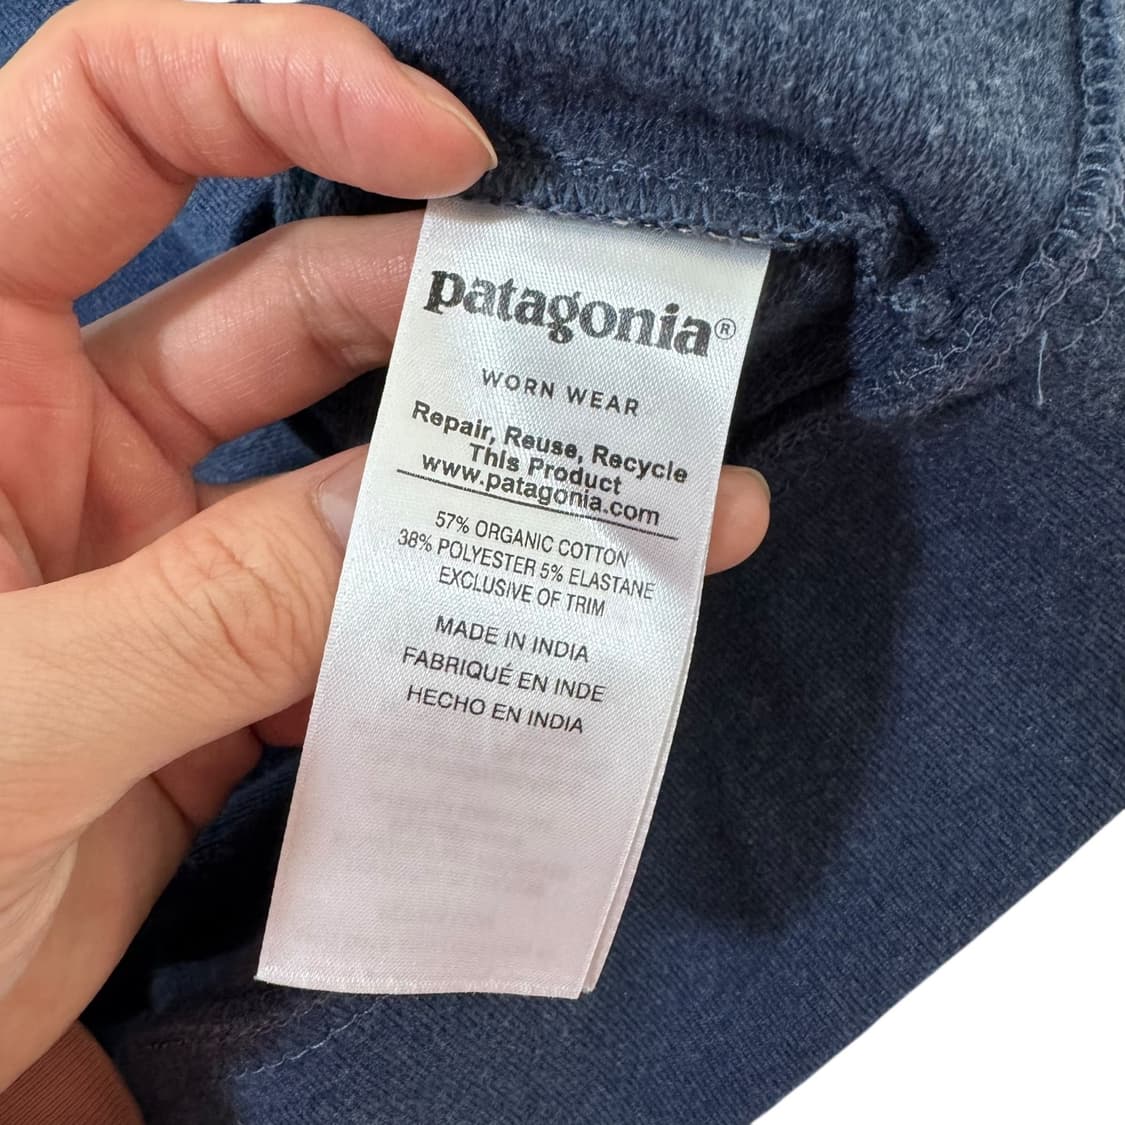 patagonia®
WORN WEAR
Repair, Reuse, Recycle
This Product
www.patagonia.com
57% ORGANIC COTTON
38% POLYESTER 5% ELASTANE
EXCLUSIVE OF TRIM
MADE IN INDIA
FABRIQUÉ EN INDE
HECHO EN INDIA